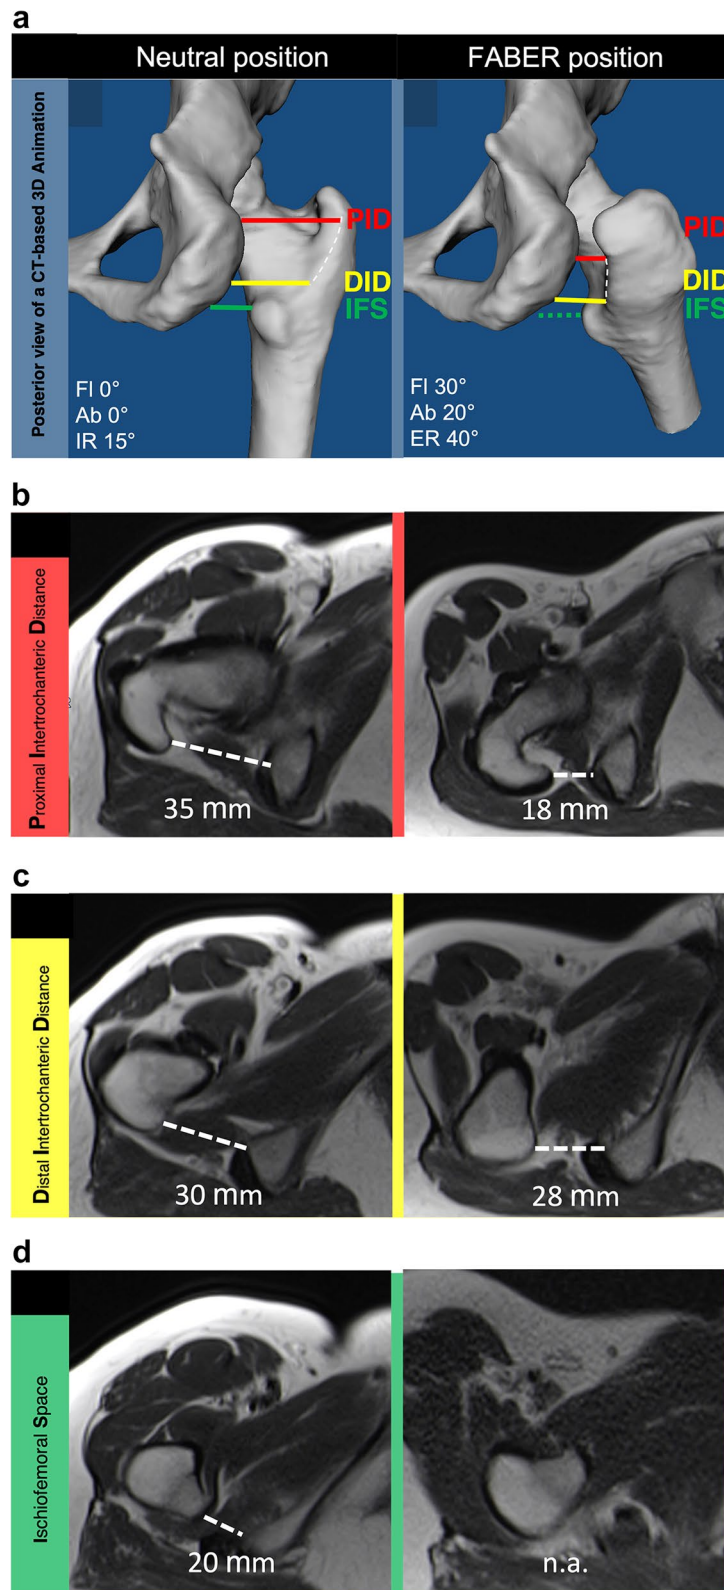 a
Neutral position
FABER position
Posterior view of a CT-based 3D Animation
PID
DID
IFS
Fl 0°
Ab 0°
IR 15°
PID
DID
IFS
Fl 30°
Ab 20°
ER 40°
b
Proximal Intertrochanteric Distance
35 mm
18 mm
c
Distal Intertrochanteric Distance
30 mm
28 mm
d
Ischiofemoral Space
20 mm
n.a.